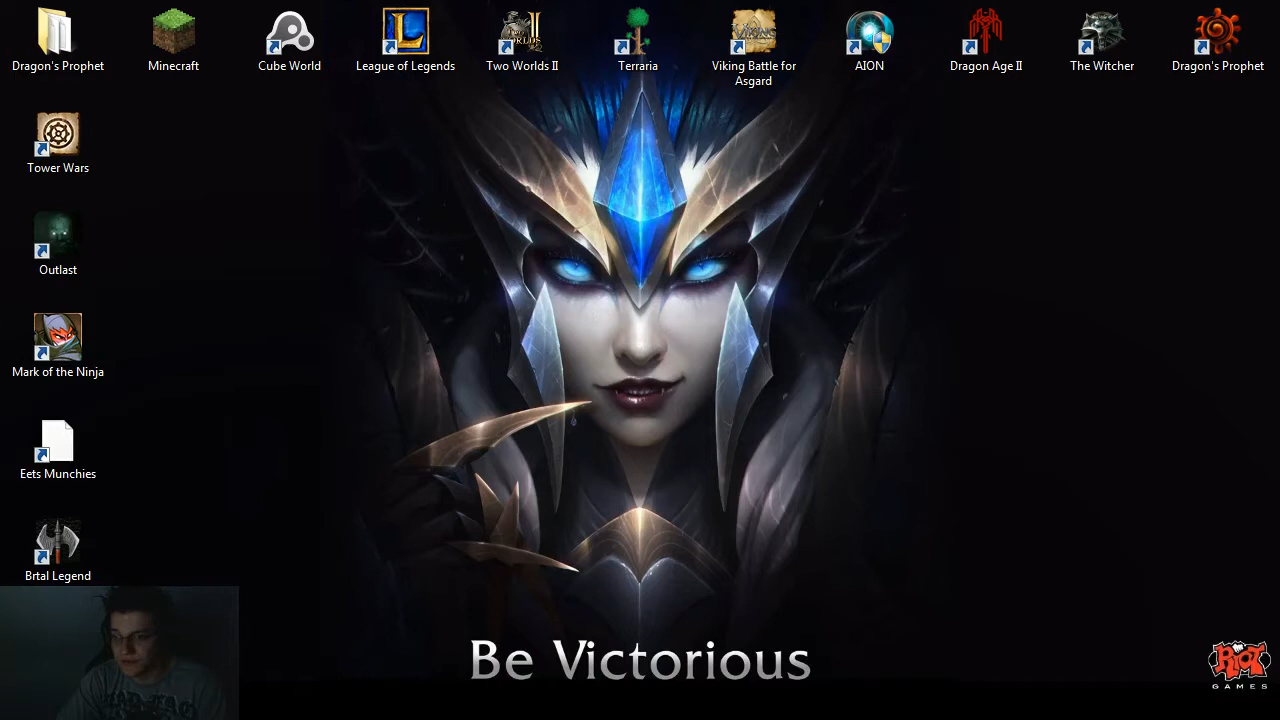 Dragon's Prophet
Minecraft
Cube World
League of Legends
Two Worlds II
Terraria
Viking Battle for
Asgard
AION
Dragon Age II
The Witcher
Dragon's Prophet
Tower Wars
Outlast
Mark of the Ninja
Eets Munchies
Brtal Legend
Be Victorious
RIOT
GAMES